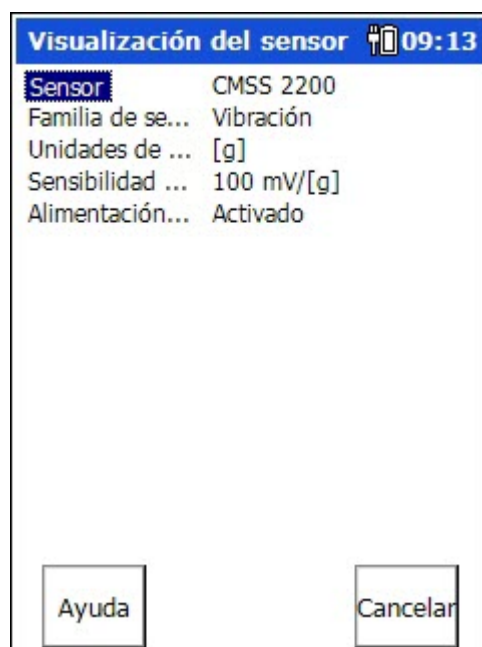 Visualización del sensor 09:13
Sensor CMSS 2200
Familia de se... Vibración
Unidades de ... [g]
Sensibilidad ... 100 mV/[g]
Alimentación... Activado
Ayuda Cancelar